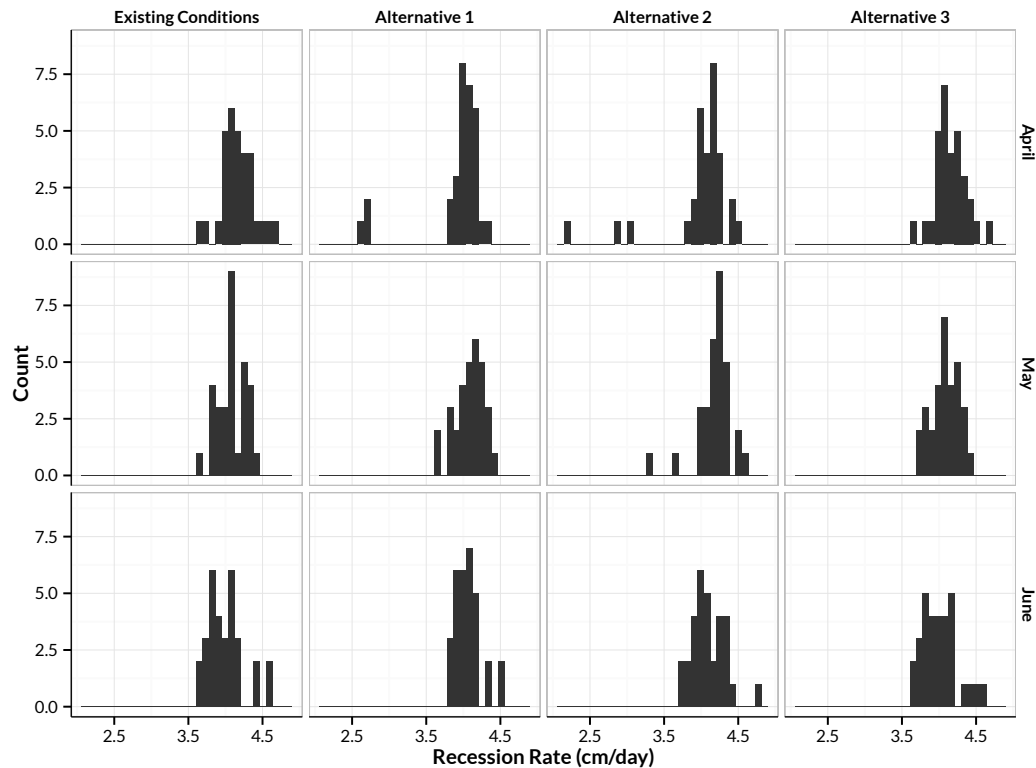 Existing Conditions Alternative 1 Alternative 2 Alternative 3
7.5
5.0
2.5
0.0
April
7.5
5.0
2.5
0.0
May
Count
7.5
5.0
2.5
0.0
June
2.5 3.5 4.5 2.5 3.5 4.5 2.5 3.5 4.5 2.5 3.5 4.5
Recession Rate (cm/day)